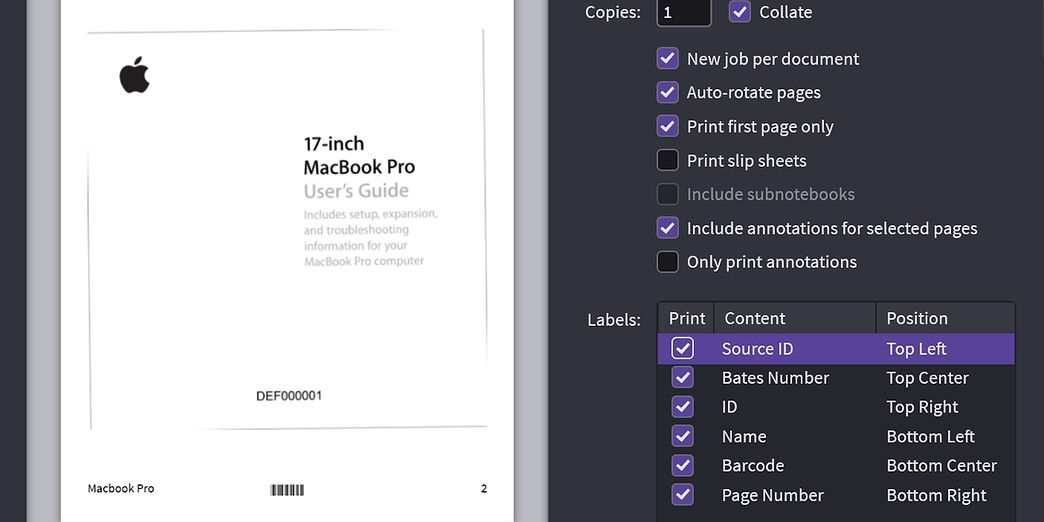 17-inch
MacBook Pro
User's Guide
Includes setup, expansion,
and troubleshooting
information for your
MacBook Pro computer
DEF000001
Macbook Pro
2
Copies: 1 Collate
New job per document
Auto-rotate pages
Print first page only
Print slip sheets
Include subnotebooks
Include annotations for selected pages
Only print annotations
Labels:
Print Content Position
Source ID Top Left
Bates Number Top Center
ID Top Right
Name Bottom Left
Barcode Bottom Center
Page Number Bottom Right